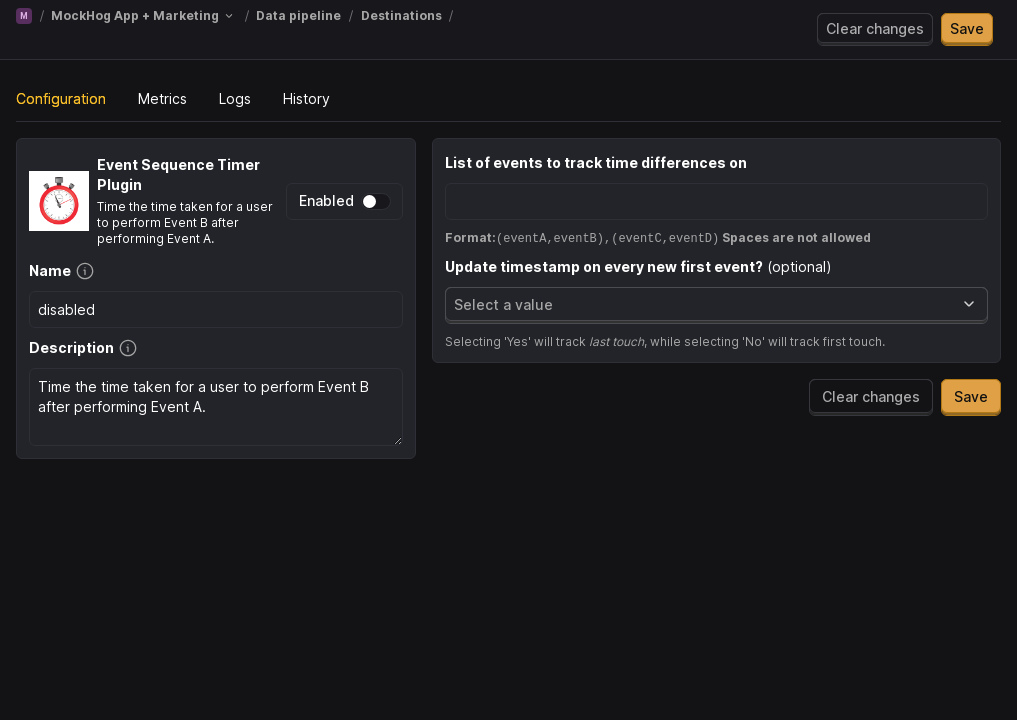 M / MockHog App + Marketing / Data pipeline / Destinations /
Clear changes Save
Configuration Metrics Logs History
Event Sequence Timer
Plugin
Time the time taken for a user
to perform Event B after
performing Event A.
Enabled
Name
disabled
Description
Time the time taken for a user to perform Event B
after performing Event A.
List of events to track time differences on
Format:(eventA,eventB),(eventC,eventD) Spaces are not allowed
Update timestamp on every new first event? (optional)
Select a value
Selecting 'Yes' will track last touch, while selecting 'No' will track first touch.
Clear changes Save